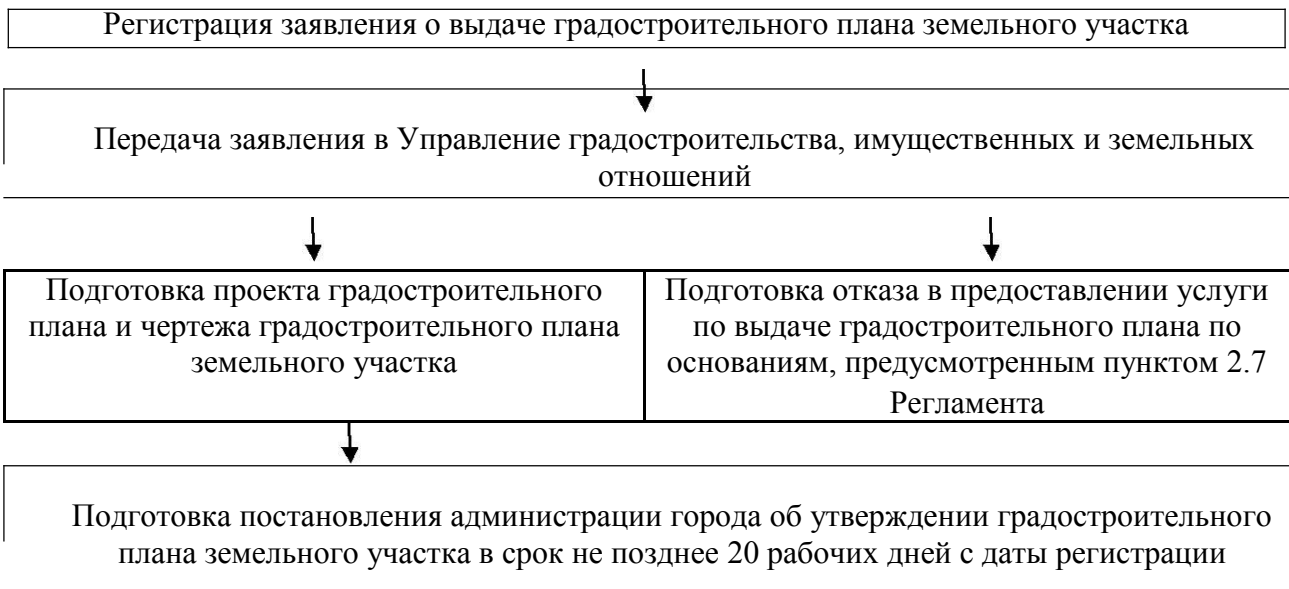 Регистрация заявления о выдаче градостроительного плана земельного участка
Передача заявления в Управление градостроительства, имущественных и земельных
отношений
Подготовка проекта градостроительного
плана и чертежа градостроительного плана
земельного участка
Подготовка отказа в предоставлении услуги
по выдаче градостроительного плана по
основаниям, предусмотренным пунктом 2.7
Регламента
Подготовка постановления администрации города об утверждении градостроительного
плана земельного участка в срок не позднее 20 рабочих дней с даты регистрации